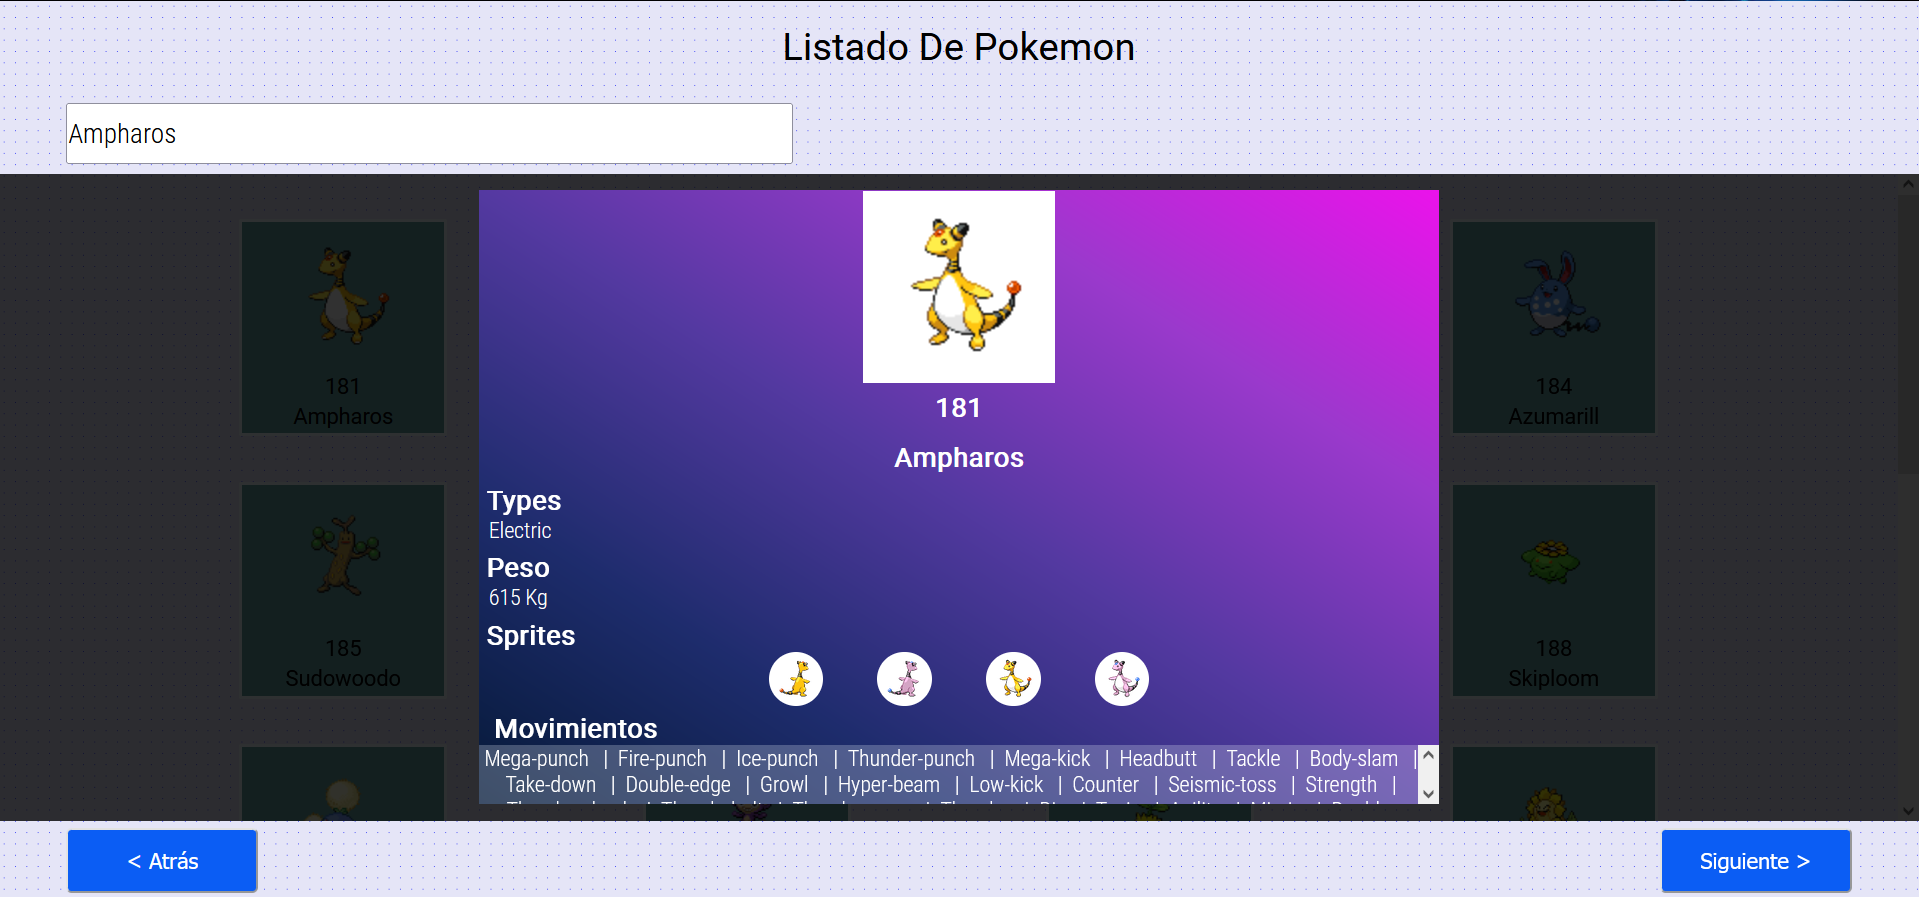 Listado De Pokemon
Ampharos
181
Ampharos
184
Azumarill
185
Sudowoodo
188
Skiploom
181
Ampharos
Types
Electric
Peso
615 Kg
Sprites
Movimientos
Mega-punch | Fire-punch | Ice-punch | Thunder-punch | Mega-kick | Headbutt | Tackle | Body-slam |
Take-down | Double-edge | Growl | Hyper-beam | Low-kick | Counter | Seismic-toss | Strength |
< Atrás
Siguiente >